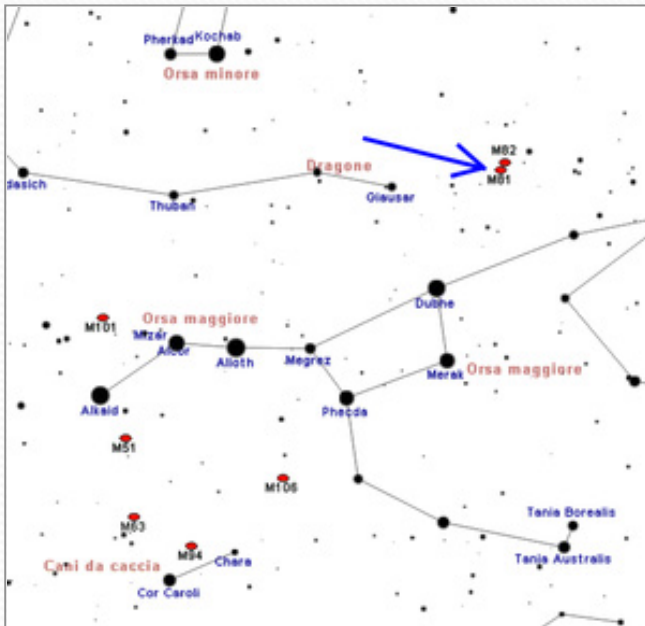 Pherkad
Kochab
Orsa minore
M82
M81
Dragone
dasich
Thuban
Giausar
M101
Orsa maggiore
Mizar
Alcor
Alioth
Megrez
Dubhe
Merak
Orsa maggiore
Alkaid
Phecda
M51
M106
M63
M94
Chara
Cani da caccia
Cor Caroli
Tania Borealis
Tania Australis